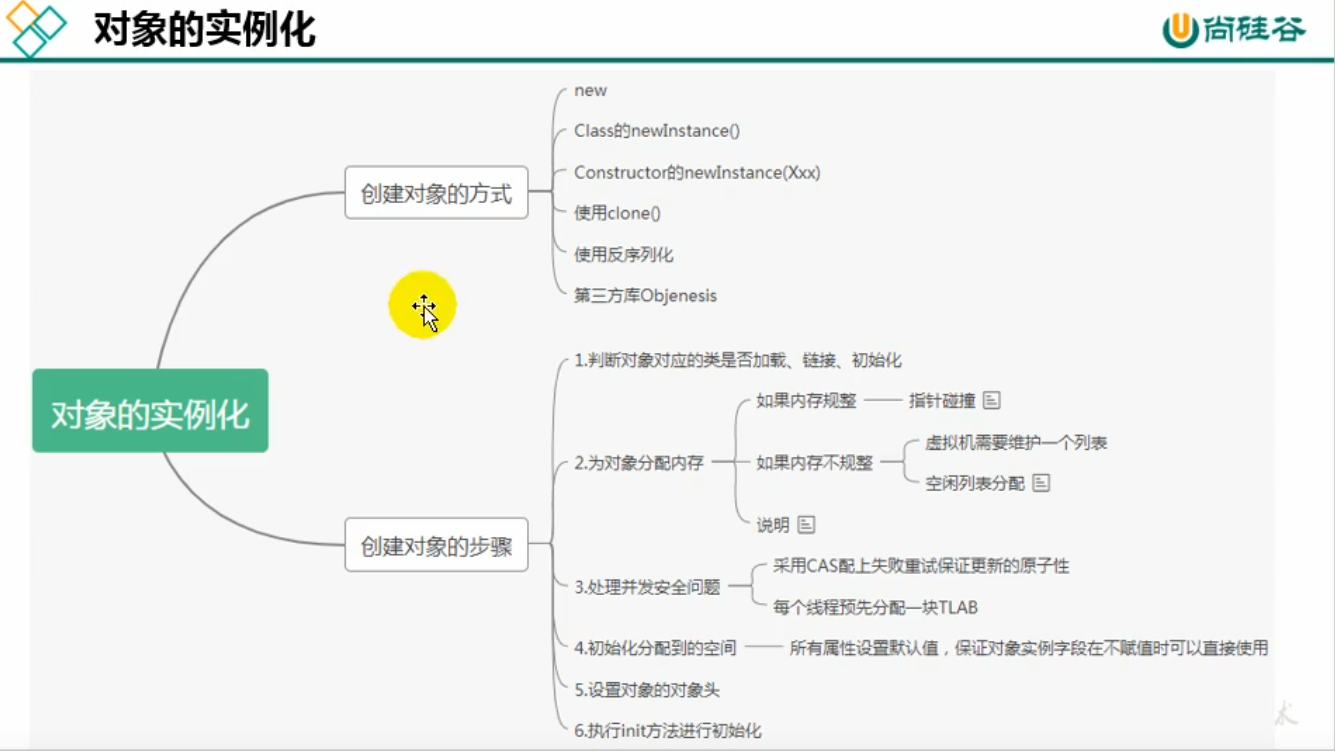 对象的实例化
尚硅谷
new
Class的newInstance()
Constructor的newInstance(Xxx)
创建对象的方式
使用clone()
使用反序列化
第三方库Objenesis
对象的实例化
创建对象的步骤
1.判断对象对应的类是否加载、链接、初始化
2.为对象分配内存
如果内存规整
指针碰撞
如果内存不规整
虚拟机需要维护一个列表
空闲列表分配
说明
3.处理并发安全问题
采用CAS配上失败重试保证更新的原子性
每个线程预先分配一块TLAB
4.初始化分配到的空间
所有属性设置默认值，保证对象实例字段在不赋值时可以直接使用
5.设置对象的对象头
6.执行init方法进行初始化
术